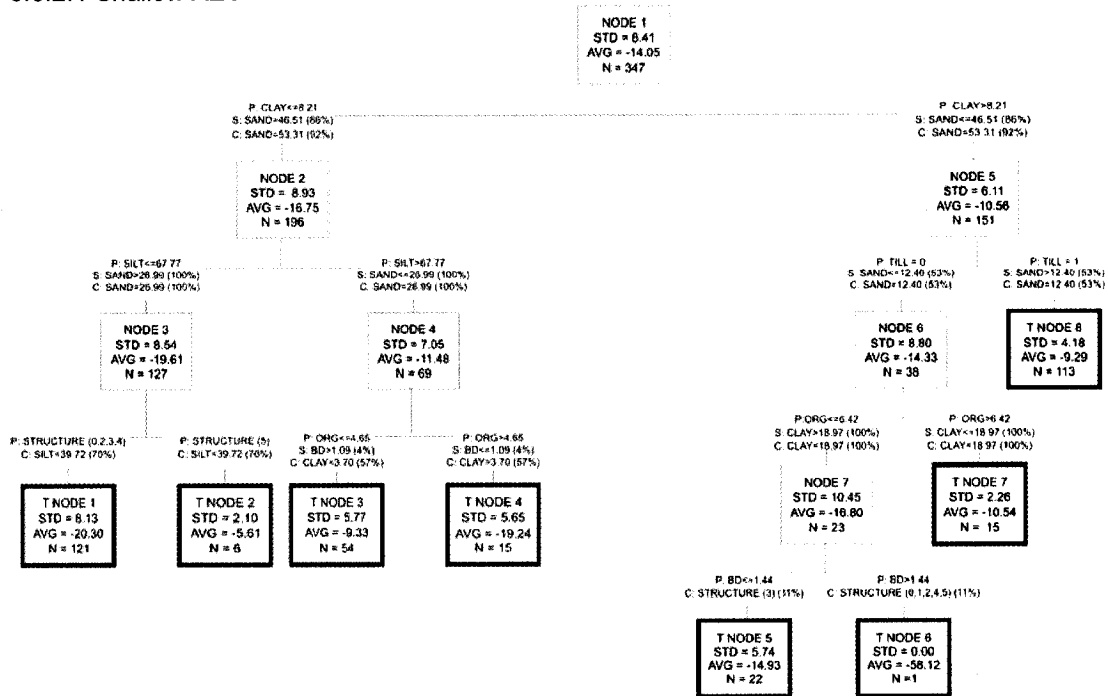 NODE 1
STD = 8.41
AVG = -14.05
N = 347
P: CLAY<=8.21
S: SAND>46.51 (86%)
C: SAND=53.31 (92%)
P: CLAY>8.21
S: SAND<=46.51 (86%)
C: SAND=53.31 (92%)
NODE 2
STD = 8.93
AVG = -16.75
N = 196
NODE 5
STD = 6.11
AVG = -10.56
N = 151
P: SILT<=67.77
S: SAND>26.99 (100%)
C: SAND=26.99 (100%)
P: SILT>67.77
S: SAND<=26.99 (100%)
C: SAND=26.99 (100%)
P: TILL = 0
S: SAND<=12.40 (53%)
C: SAND=12.40 (53%)
P: TILL = 1
S: SAND>12.40 (53%)
C: SAND=12.40 (53%)
NODE 3
STD = 8.54
AVG = -19.61
N = 127
NODE 4
STD = 7.05
AVG = -11.48
N = 69
NODE 6
STD = 8.80
AVG = -14.33
N = 38
T NODE 8
STD = 4.18
AVG = -9.29
N = 113
P: STRUCTURE (0,2,3,4)
C: SILT=39.72 (76%)
P: STRUCTURE (5)
C: SILT=39.72 (76%)
P: ORG<=4.65
S: BD>1.09 (4%)
C: CLAY=3.70 (57%)
P: ORG>4.65
S: BD<=1.09 (4%)
C: CLAY=3.70 (57%)
P:ORG<=6.42
S: CLAY>18.97 (100%)
C: CLAY=18.97 (100%)
P: ORG>6.42
S: CLAY<=18.97 (100%)
C: CLAY=18.97 (100%)
T NODE 1
STD = 8.13
AVG = -20.30
N = 121
T NODE 2
STD = 2.10
AVG = -5.61
N = 6
T NODE 3
STD = 5.77
AVG = -9.33
N = 54
T NODE 4
STD = 5.65
AVG = -19.24
N = 15
NODE 7
STD = 10.45
AVG = -16.80
N = 23
T NODE 7
STD = 2.26
AVG = -10.54
N = 15
P: BD<=1.44
C: STRUCTURE (3) (11%)
P: BD>1.44
C: STRUCTURE (0,1,2,4,5) (11%)
T NODE 5
STD = 5.74
AVG = -14.93
N = 22
T NODE 6
STD = 0.00
AVG = -58.12
N =1